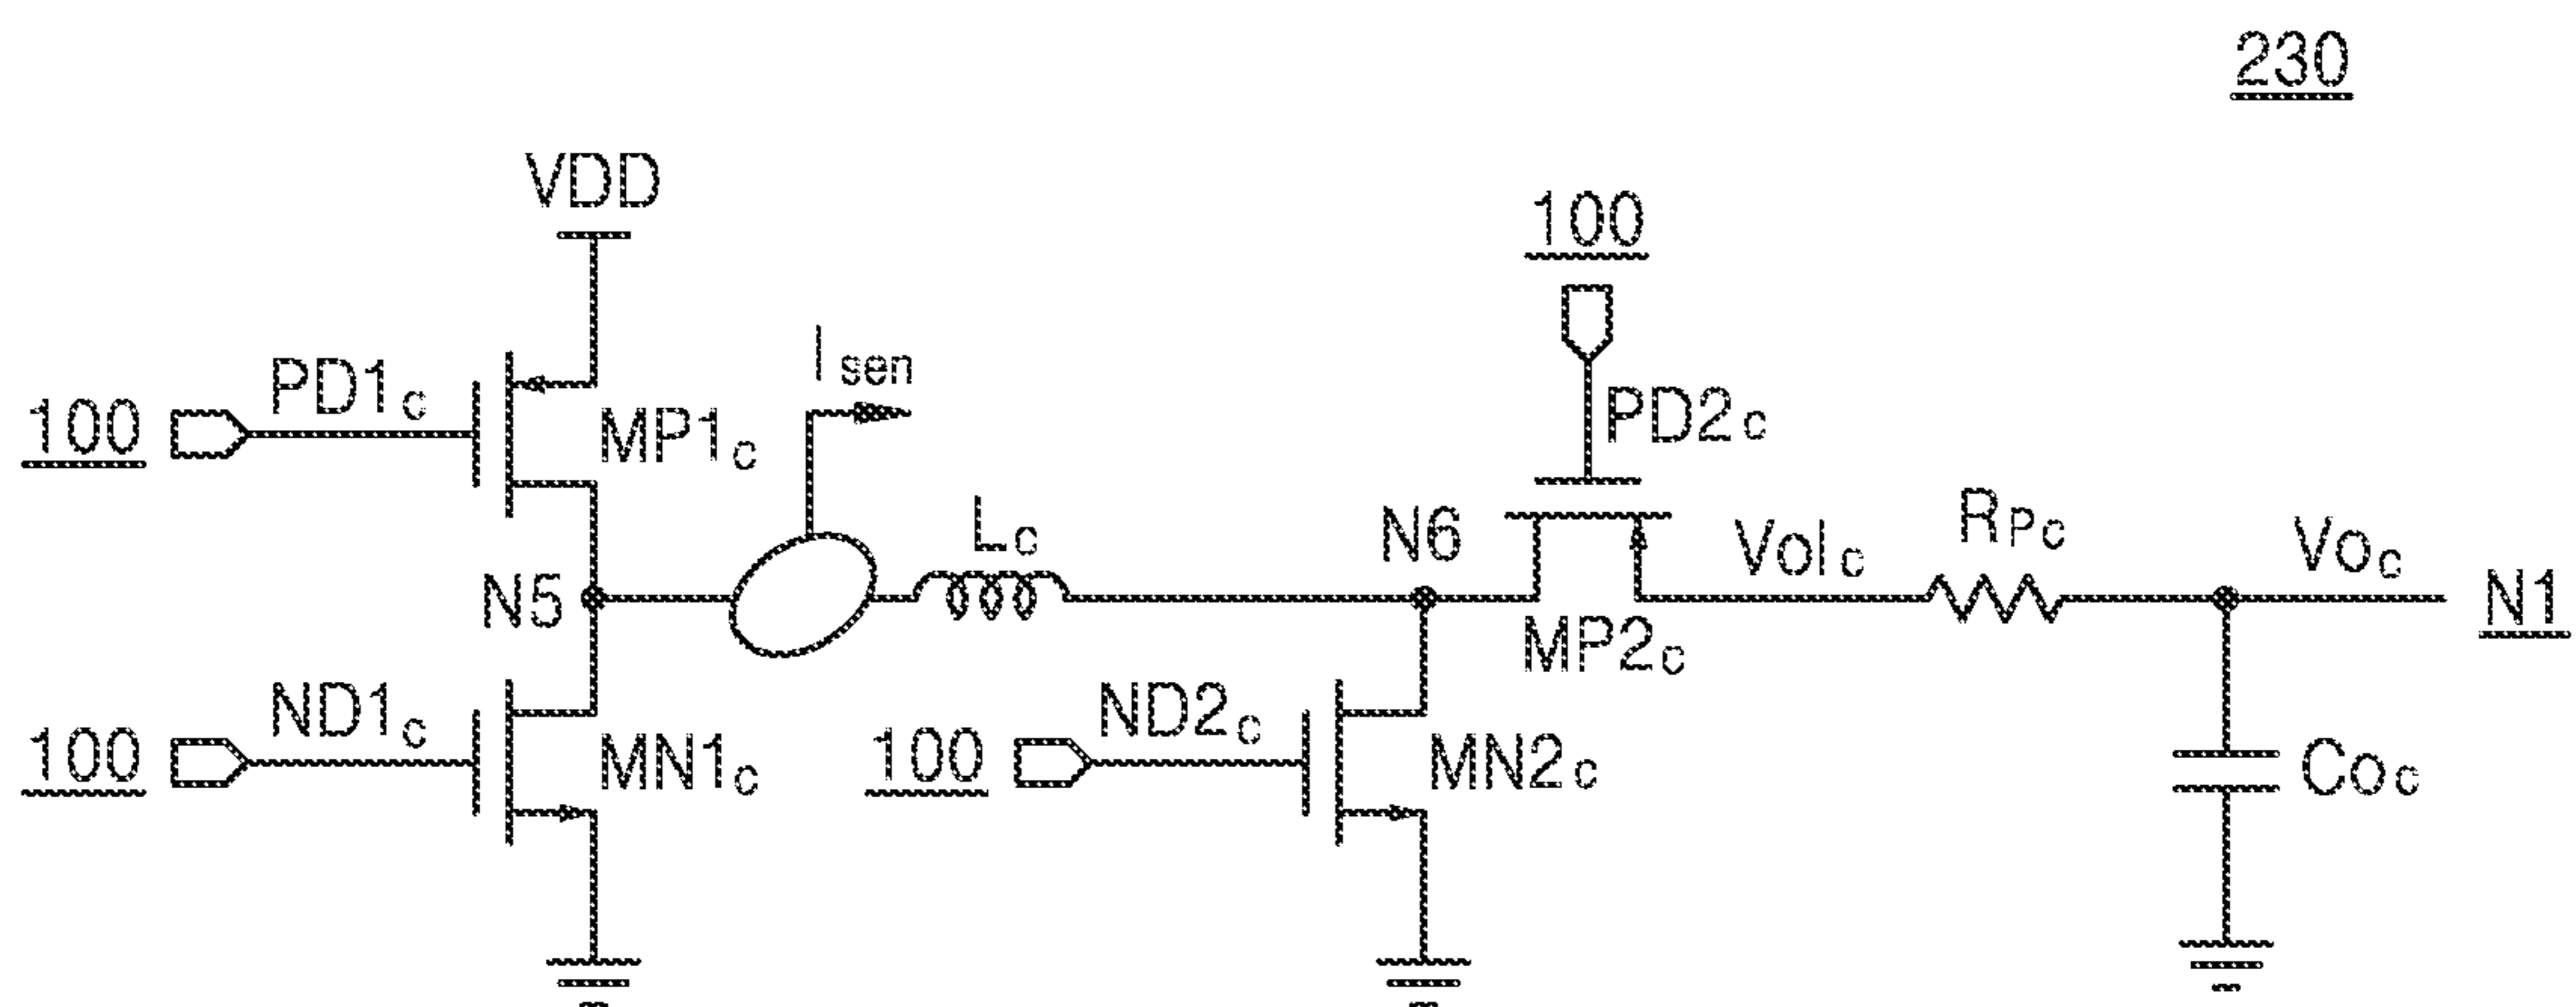 230
VDD
100
PD1c
100
MP1c
Isen
PD2c
N5
Lc
N6
MP2c
Volc
RPc
Voc
N1
100
ND1c
MN1c
100
ND2c
MN2c
Coc